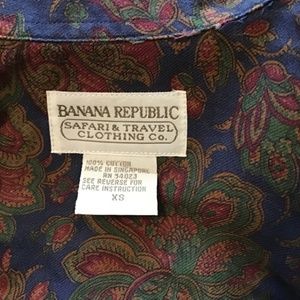 BANANA REPUBLIC
SAFARI & TRAVEL
CLOTHING Co.
100% COTTON
MADE IN SINGAPORE
RN 54023
SEE REVERSE FOR
CARE INSTRUCTION
XS